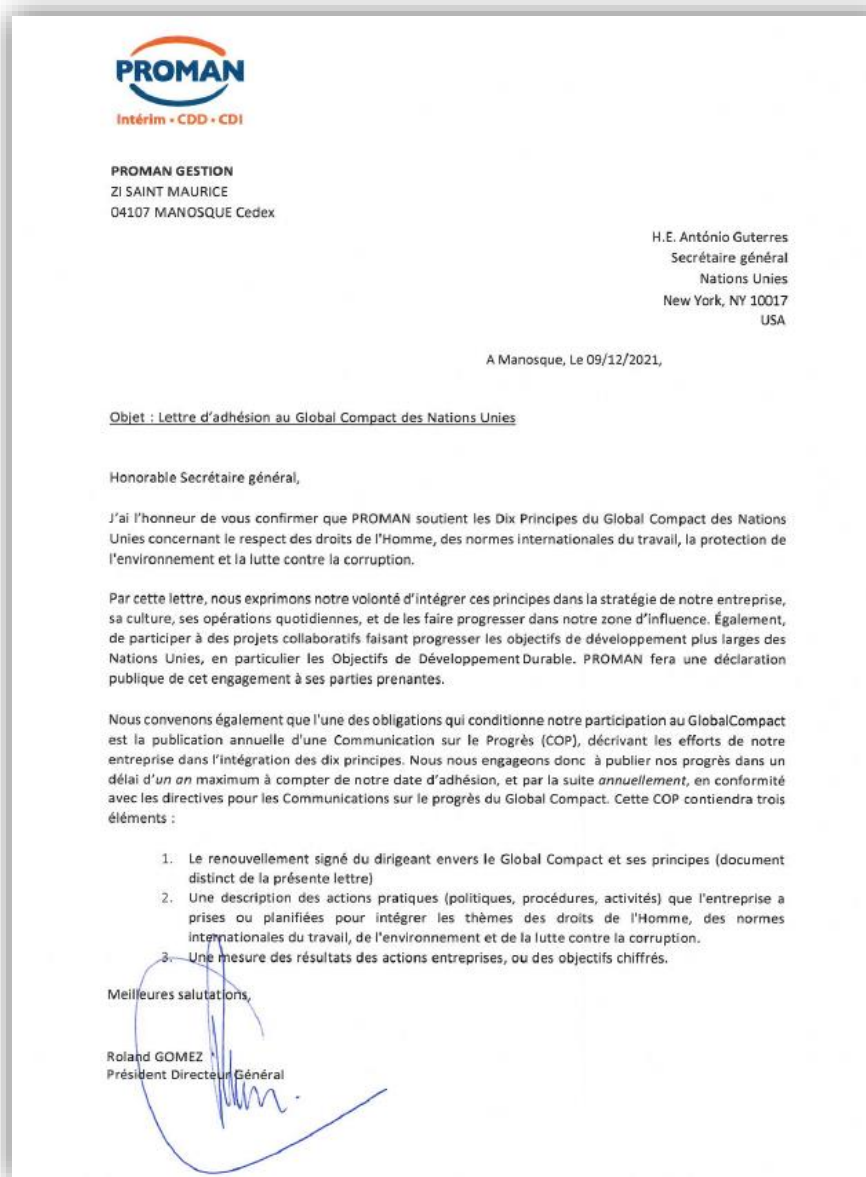 PROMAN
Intérim • CDD • CDI
PROMAN GESTION
ZI SAINT MAURICE
04107 MANOSQUE Cedex
H.E. António Guterres
Secrétaire général
Nations Unies
New York, NY 10017
USA
A Manosque, Le 09/12/2021,
Objet : Lettre d'adhésion au Global Compact des Nations Unies
Honorable Secrétaire général,
J'ai l'honneur de vous confirmer que PROMAN soutient les Dix Principes du Global Compact des Nations
Unies concernant le respect des droits de l'Homme, des normes internationales du travail, la protection de
l'environnement et la lutte contre la corruption.
Par cette lettre, nous exprimons notre volonté d'intégrer ces principes dans la stratégie de notre entreprise,
sa culture, ses opérations quotidiennes, et de les faire progresser dans notre zone d'influence. Également,
de participer à des projets collaboratifs faisant progresser les objectifs de développement plus larges des
Nations Unies, en particulier les Objectifs de Développement Durable. PROMAN fera une déclaration
publique de cet engagement à ses parties prenantes.
Nous convenons également que l'une des obligations qui conditionne notre participation au GlobalCompact
est la publication annuelle d'une Communication sur le Progrès (COP), décrivant les efforts de notre
entreprise dans l'intégration des dix principes. Nous nous engageons donc à publier nos progrès dans un
délai d'un an maximum à compter de notre date d'adhésion, et par la suite annuellement, en conformité
avec les directives pour les Communications sur le progrès du Global Compact. Cette COP contiendra trois
éléments :
1. Le renouvellement signé du dirigeant envers le Global Compact et ses principes (document
distinct de la présente lettre)
2. Une description des actions pratiques (politiques, procédures, activités) que l'entreprise a
prises ou planifiées pour intégrer les thèmes des droits de l'Homme, des normes
internationales du travail, de l'environnement et de la lutte contre la corruption.
3. Une mesure des résultats des actions entreprises, ou des objectifs chiffrés.
Meilleures salutations,
Roland GOMEZ
Président Directeur Général